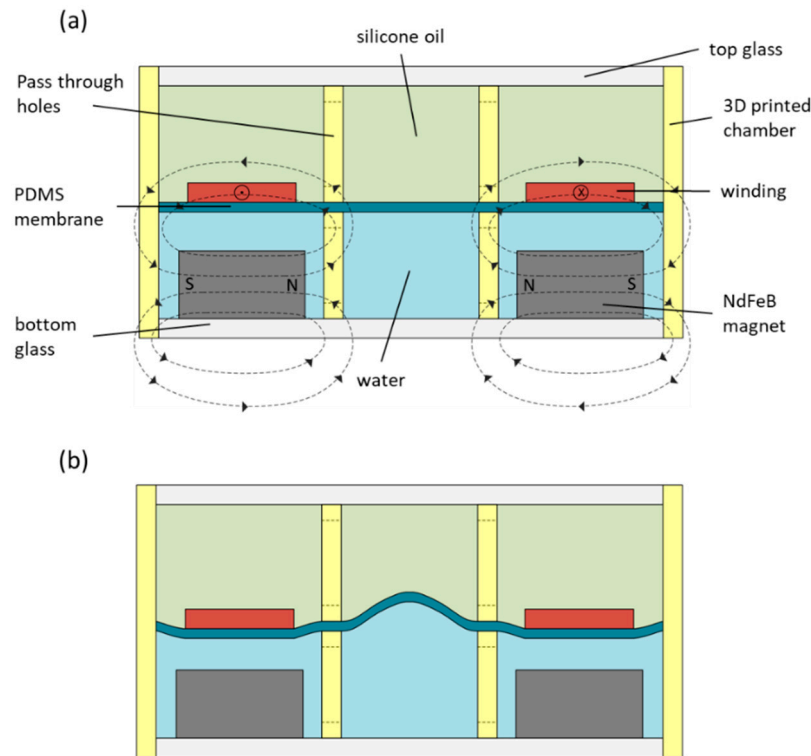 (a)
silicone oil
top glass
Pass through
holes
3D printed
chamber
PDMS
membrane
winding
x
S
N
N
S
NdFeB
magnet
bottom
glass
water
(b)